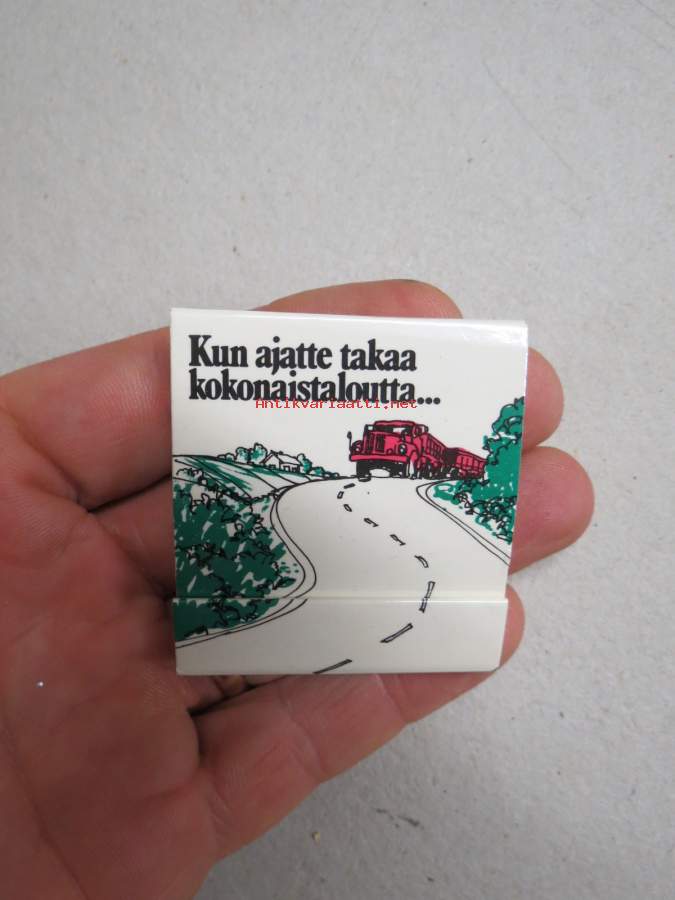 Kun ajatte takaa
kokonaistaloutta...
Antikvariaatti.net